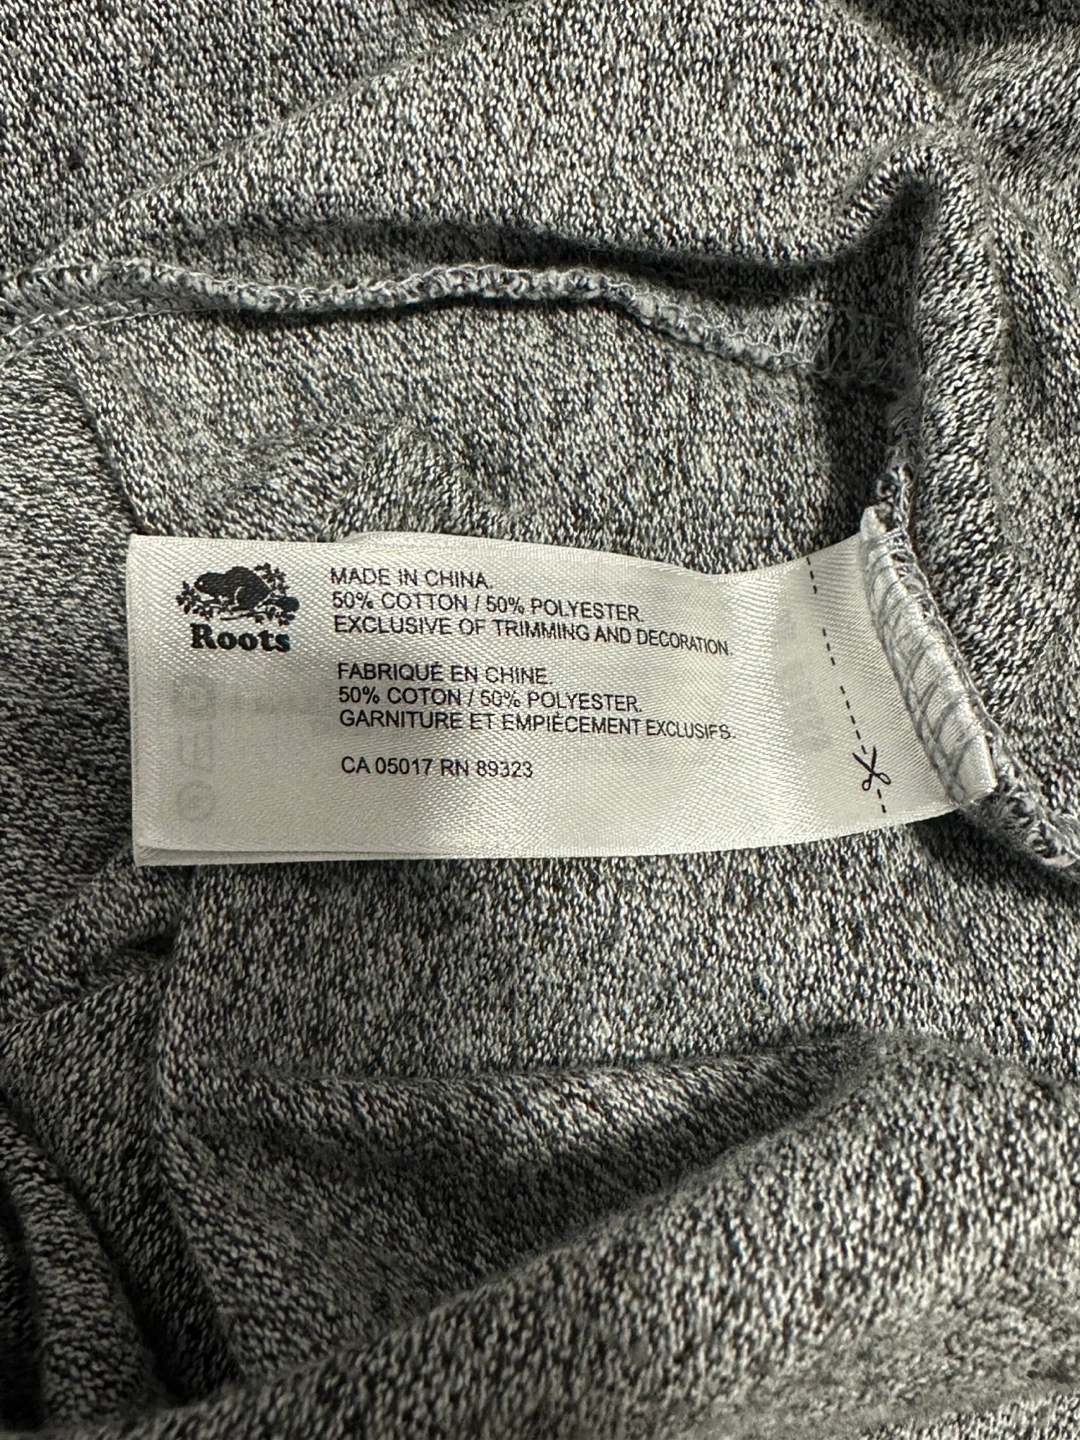 Roots
MADE IN CHINA.
50% COTTON / 50% POLYESTER.
EXCLUSIVE OF TRIMMING AND DECORATION.
FABRIQUÉ EN CHINE.
50% COTON / 50% POLYESTER.
GARNITURE ET EMPIÈCEMENT EXCLUSIFS.
CA 05017 RN 89323